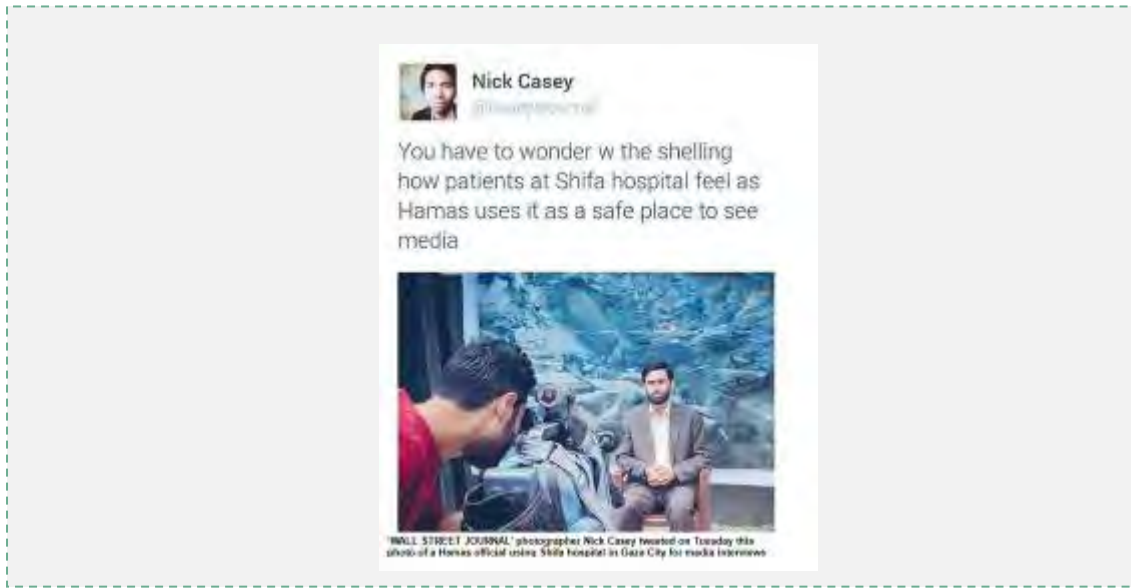 Nick Casey
You have to wonder w the shelling
how patients at Shifa hospital feel as
Hamas uses it as a safe place to see
media
'WALL STREET JOURNAL' photographer Nick Casey tweeted on Tuesday this
photo of a Hamas official using Shifa hospital in Gaza City for media interviews